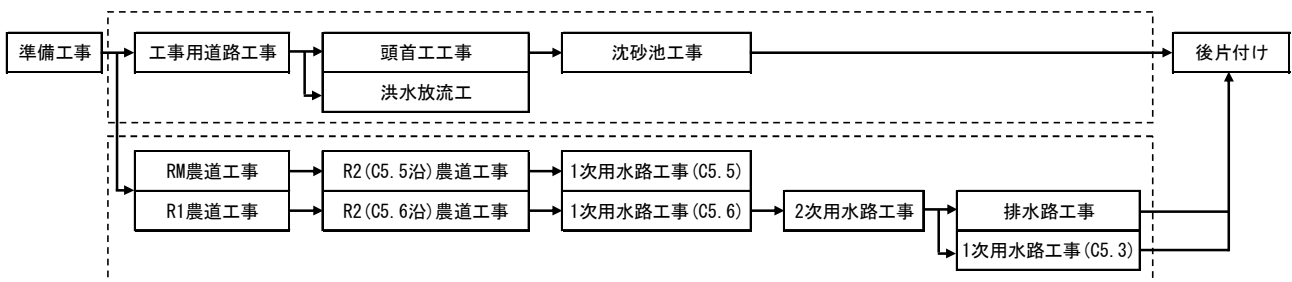 準備工事
工事用道路工事
頭首工工事
沈砂池工事
後片付け
洪水放流工
RM農道工事
R2(C5.5沿)農道工事
1次用水路工事(C5.5)
R1農道工事
R2(C5.6沿)農道工事
1次用水路工事(C5.6)
2次用水路工事
排水路工事
1次用水路工事(C5.3)